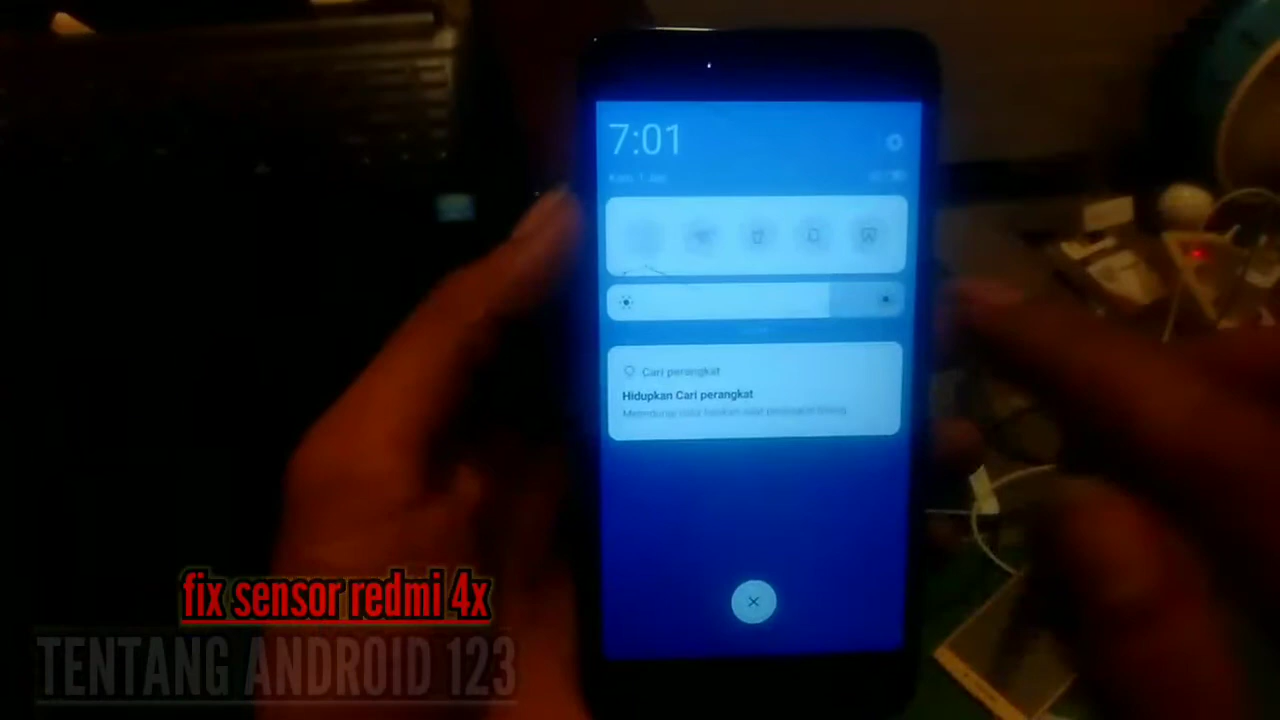 7:01
Cari perangkat
Hidupkan Cari perangkat
fix sensor redmi 4x
TENTANG ANDROID 123